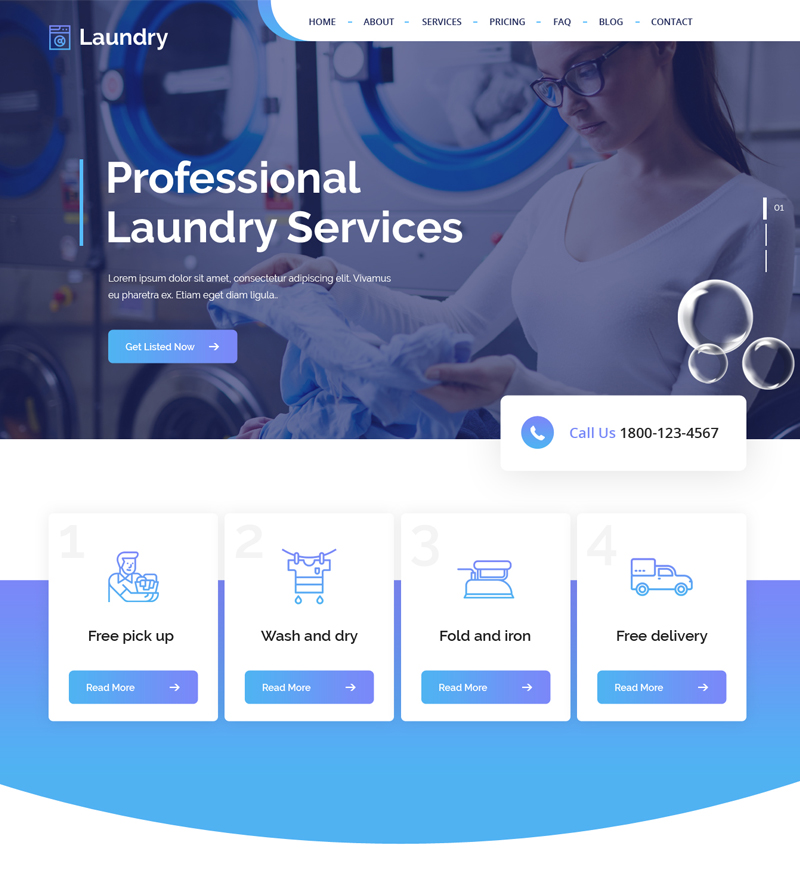 Laundry
HOME - ABOUT - SERVICES - PRICING - FAQ - BLOG - CONTACT
Professional
Laundry Services
01
Lorem ipsum dolor sit amet, consectetur adipiscing elit. Vivamus
eu pharetra ex. Etiam eget diam ligula..
Get Listed Now
Call Us 1800-123-4567
1
2
3
4
Free pick up
Wash and dry
Fold and iron
Free delivery
Read More
Read More
Read More
Read More